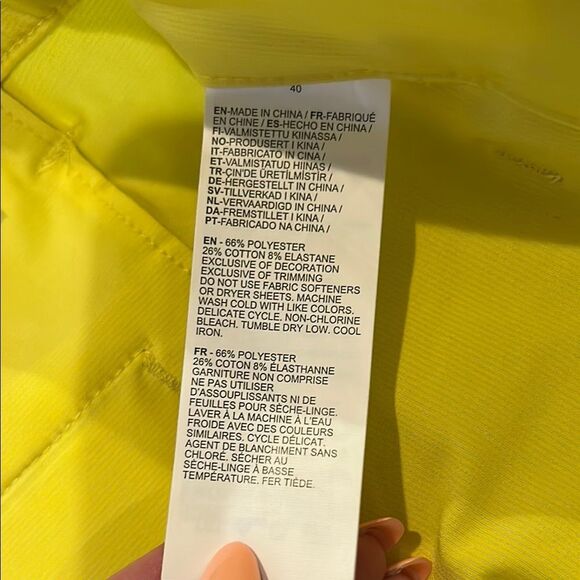 40
EN-MADE IN CHINA / FR-FABRIQUÉ
EN CHINE / ES-HECHO EN CHINA /
FI-VALMISTETTU KIINASSA /
NO-PRODUSERT I KINA /
IT-FABBRICATO IN CINA /
ET-VALMISTATUD HIINAS /
TR-ÇIN'DE ÜRETİLMİSTİR /
DE-HERGESTELLT IN CHINA /
SV-TILLVERKAD I KINA /
NL-VERVAARDIGD IN CHINA /
DA-FREMSTILLET I KINA /
PT-FABRICADO NA CHINA /
EN - 66% POLYESTER
26% COTTON 8% ELASTANE
EXCLUSIVE OF DECORATION
EXCLUSIVE OF TRIMMING
DO NOT USE FABRIC SOFTENERS
OR DRYER SHEETS. MACHINE
WASH COLD WITH LIKE COLORS.
DELICATE CYCLE. NON-CHLORINE
BLEACH. TUMBLE DRY LOW. COOL
IRON.
FR - 66% POLYESTER
26% COTON 8% ÉLASTHANNE
GARNITURE NON COMPRISE
NE PAS UTILISER
D'ASSOUPLISSANTS NI DE
FEUILLES POUR SÈCHE-LINGE.
LAVER À LA MACHINE À L'EAU
FROIDE AVEC DES COULEURS
SIMILAIRES. CYCLE DÉLICAT.
AGENT DE BLANCHIMENT SANS
CHLORE. SÉCHER AU
SÈCHE-LINGE À BASSE
TEMPÉRATURE. FER TIÈDE.